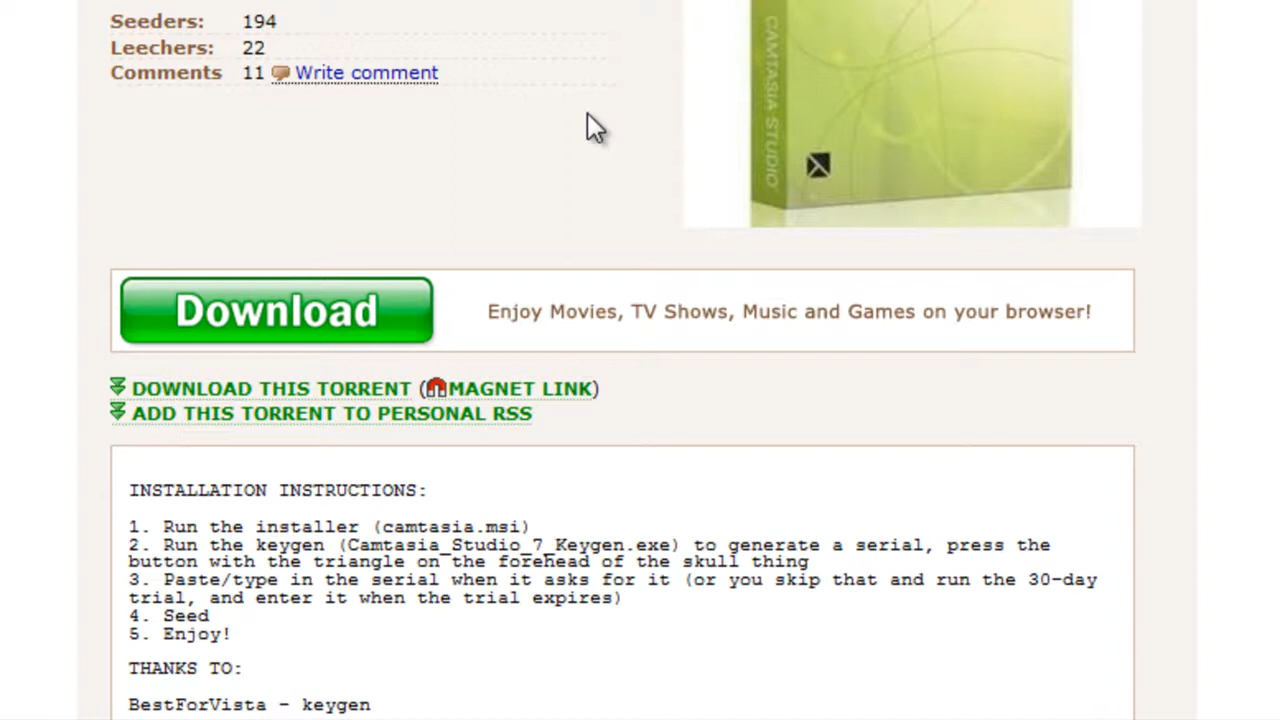 Seeders: 194
Leechers: 22
Comments 11 Write comment
CAMTASIA STUDIO
Download
Enjoy Movies, TV Shows, Music and Games on your browser!
DOWNLOAD THIS TORRENT (MAGNET LINK)
ADD THIS TORRENT TO PERSONAL RSS
INSTALLATION INSTRUCTIONS:
1. Run the installer (camtasia.msi)
2. Run the keygen (Camtasia_Studio_7_Keygen.exe) to generate a serial, press the
button with the triangle on the forehead of the skull thing
3. Paste/type in the serial when it asks for it (or you skip that and run the 30-day
trial, and enter it when the trial expires)
4. Seed
5. Enjoy!
THANKS TO:
BestForVista - keygen